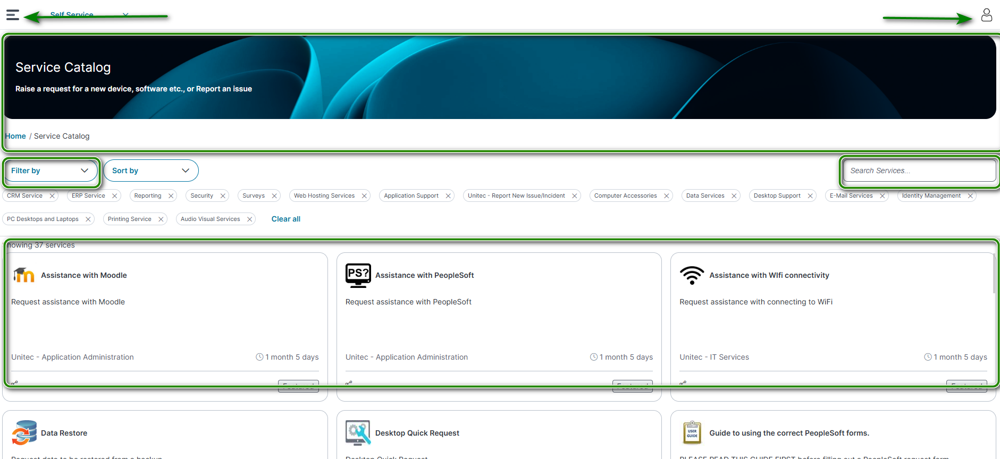 Self Service
Service Catalog
Raise a request for a new device, software etc., or Report an issue
Home / Service Catalog
Filter by
Sort by
Search Services...
CRM Service
ERP Service
Reporting
Security
Surveys
Web Hosting Services
Application Support
Unitec - Report New Issue/Incident
Computer Accessories
Data Services
Desktop Support
E-Mail Services
Identity Management
PC Desktops and Laptops
Printing Service
Audio Visual Services
Clear all
howing 37 services
Assistance with Moodle
Request assistance with Moodle
Unitec - Application Administration
1 month 5 days
Featured
PS?
Assistance with PeopleSoft
Request assistance with PeopleSoft
Unitec - Application Administration
1 month 5 days
Featured
Assistance with WIfi connectivity
Request assistance with connecting to WiFi
Unitec - IT Services
1 month 5 days
Featured
Data Restore
Request data to be restored from a backup
Desktop Quick Request
Desktop Quick Request
USER
GUIDE
Guide to using the correct PeopleSoft forms.
PLEASE READ THIS GUIDE FIRST before filling out a PeopleSoft request form